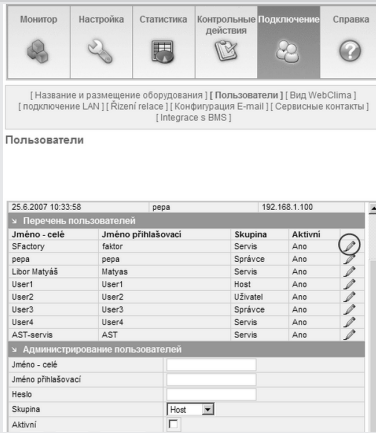 Монитор Настройка Статистика Контрольные действия Подключение Справка
[ Название и размещение оборудования ] [ Пользователи ] [ Вид WebClima ]
[ подключение LAN ] [ Řízení relace ] [ Конфигурация E-mail ] [ Сервисные контакты ]
[ Integrace s BMS ]
Пользователи
25.6.2007 10:33:58 pepa 192.168.1.100
Перечень пользователей
Jméno - celé Jméno přihlašovací Skupina Aktivní
SFactory faktor Servis Ano
pepa pepa Správce Ano
Libor Matyáš Matyas Servis Ano
User1 User1 Host Ano
User2 User2 Uživatel Ano
User3 User3 Správce Ano
User4 User4 Servis Ano
AST-servis AST Servis Ano
Администрирование пользователей
Jméno - celé
Jméno přihlašovací
Heslo
Skupina Host
Aktivní